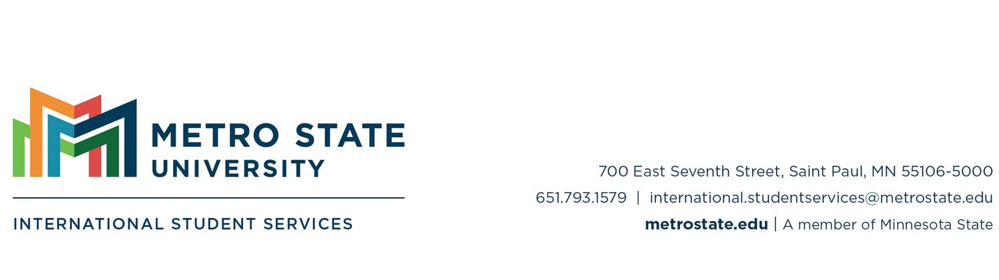 METRO STATE
UNIVERSITY
INTERNATIONAL STUDENT SERVICES
700 East Seventh Street, Saint Paul, MN 55106-5000
651.793.1579 | international.studentservices@metrostate.edu
metrostate.edu | A member of Minnesota State